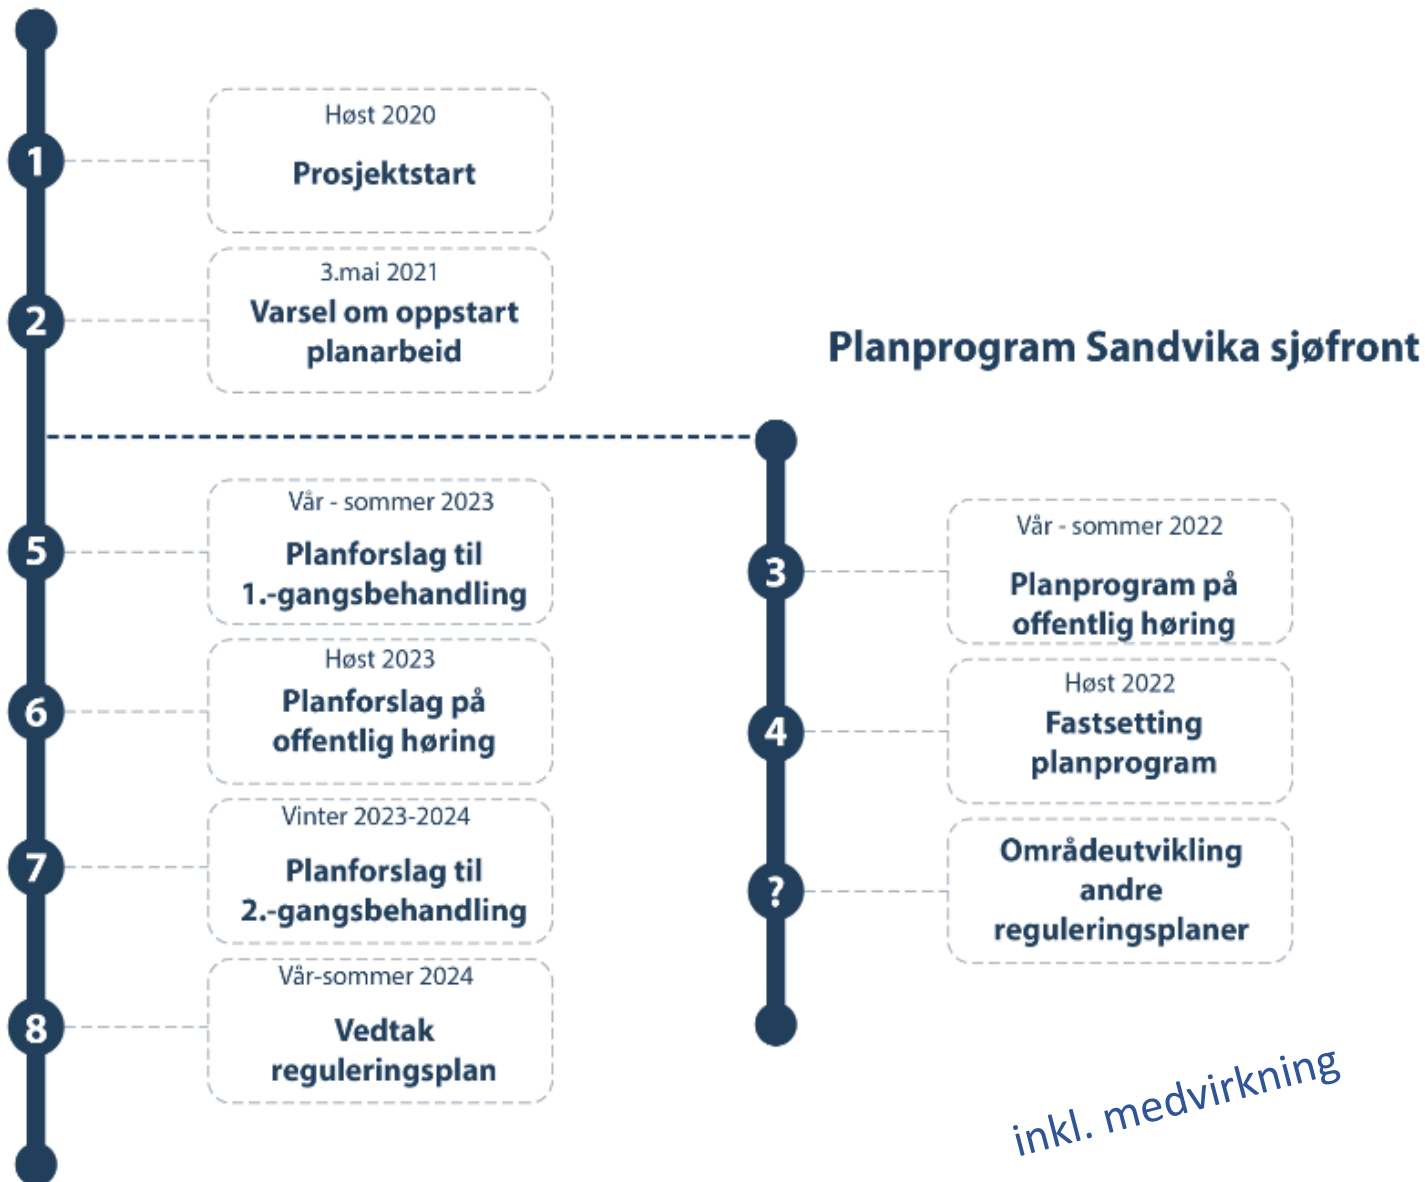 1
Høst 2020
Prosjektstart
2
3.mai 2021
Varsel om oppstart
planarbeid
5
Vår - sommer 2023
Planforslag til
1.-gangsbehandling
6
Høst 2023
Planforslag på
offentlig høring
7
Vinter 2023-2024
Planforslag til
2.-gangsbehandling
8
Vår-sommer 2024
Vedtak
reguleringsplan
Planprogram Sandvika sjøfront
3
Vår - sommer 2022
Planprogram på
offentlig høring
4
Høst 2022
Fastsetting
planprogram
?
Områdeutvikling
andre
reguleringsplaner
inkl. medvirkning